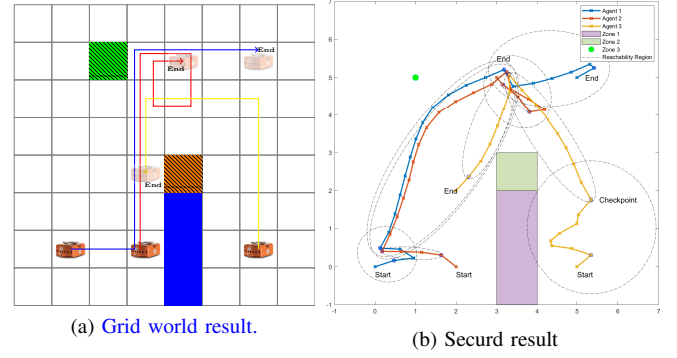 End
End
End
(a) Grid world result.
Agent 1
Agent 2
Agent 3
Zone 1
Zone 2
Zone 3
Reachability Region
7
6
5
4
3
2
1
0
-1
End
End
End
Checkpoint
Start
Start
Start
-1 0 1 2 3 4 5 6 7
(b) Securd result